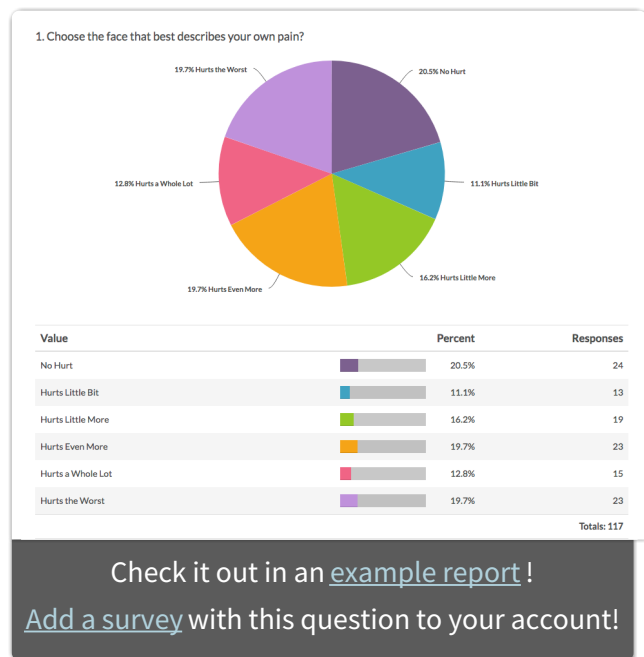 1. Choose the face that best describes your own pain?
19.7% Hurts the Worst
20.5% No Hurt
12.8% Hurts a Whole Lot
11.1% Hurts Little Bit
16.2% Hurts Little More
19.7% Hurts Even More
Value Percent Responses
No Hurt 20.5% 24
Hurts Little Bit 11.1% 13
Hurts Little More 16.2% 19
Hurts Even More 19.7% 23
Hurts a Whole Lot 12.8% 15
Hurts the Worst 19.7% 23
Totals: 117
Check it out in an example report !
Add a survey with this question to your account!